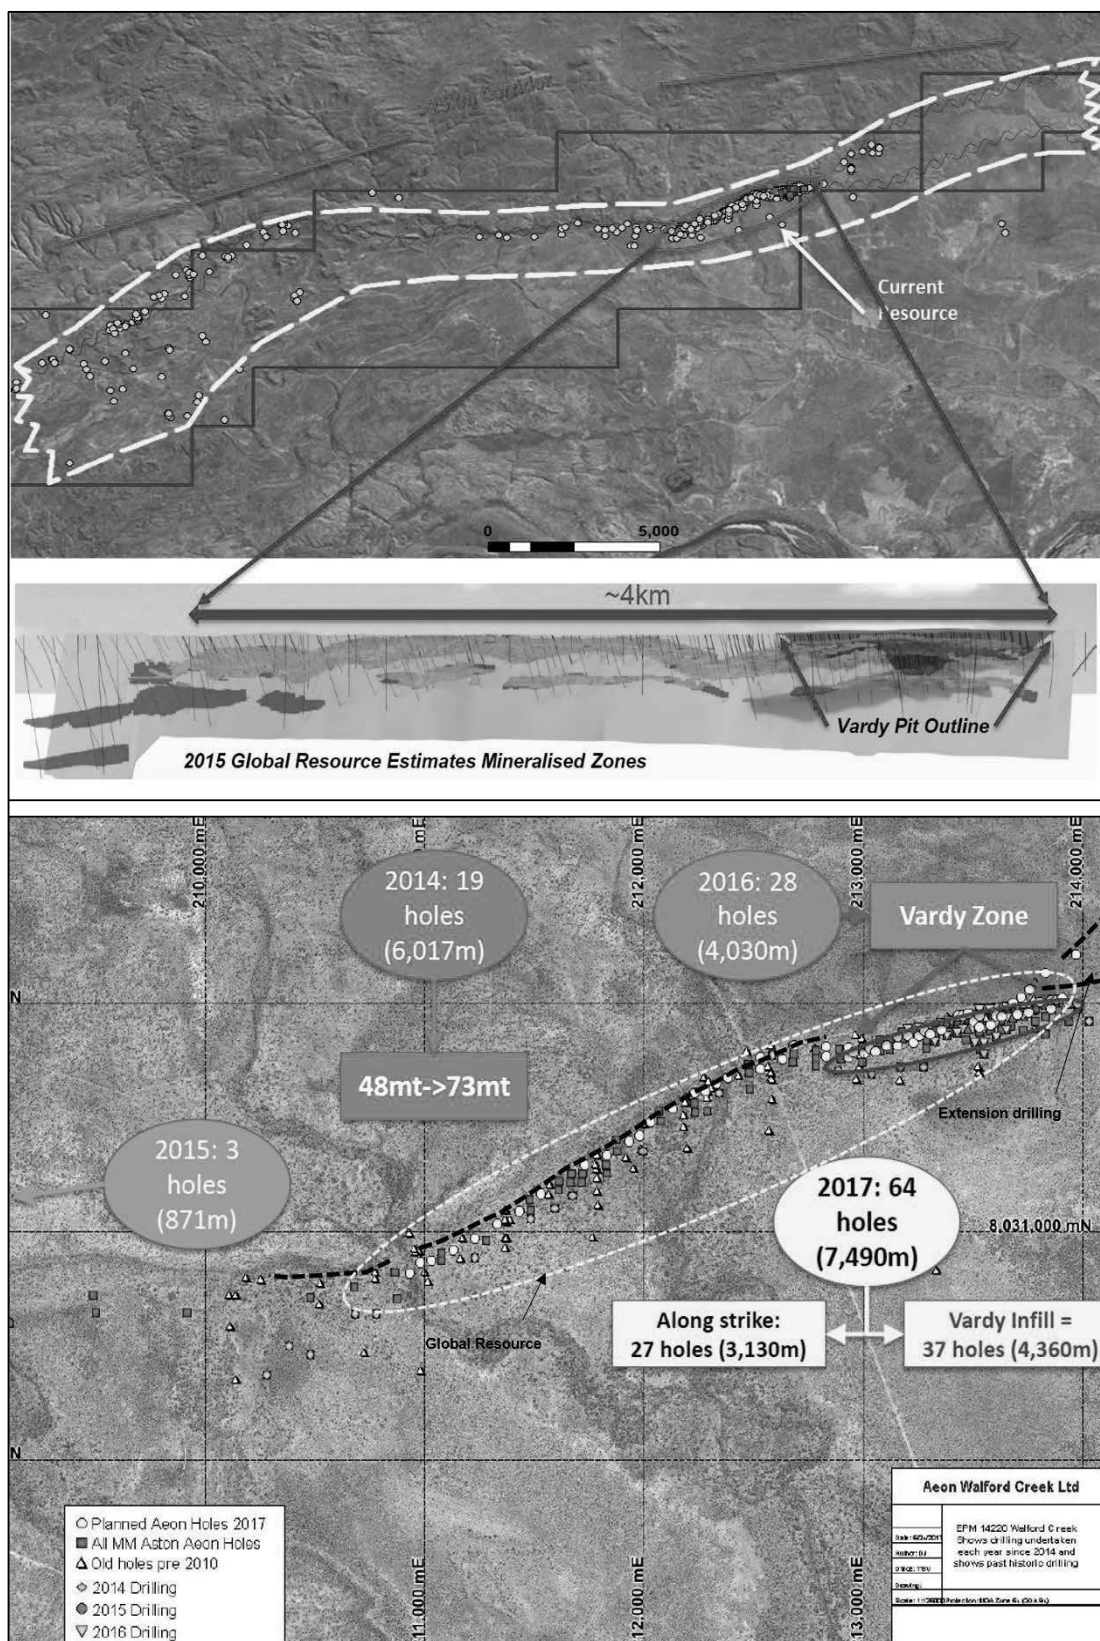 Corridor
Current
Resource
0 5,000
~4km
Vardy Pit Outline
2015 Global Resource Estimates Mineralised Zones
210,000 mE
212,000 mE
213,000 mE
214,000 mE
2014: 19
holes
(6,017m)
2016: 28
holes
(4,030m)
Vardy Zone
N
48mt->73mt
Extension drilling
2015: 3
holes
(871m)
2017: 64
holes
(7,490m)
8,031,000 mN
Global Resource
Along strike:
27 holes (3,130m)
Vardy Infill =
37 holes (4,360m)
N
Planned Aeon Holes 2017
All MM Aston Aeon Holes
Old holes pre 2010
2014 Drilling
2015 Drilling
2016 Drilling
211,000 mE
212,000 mE
213,000 mE
Aeon Walford Creek Ltd
EPM 14220 Walford Creek
Shows drilling undertaken
each year since 2014 and
shows past historic drilling